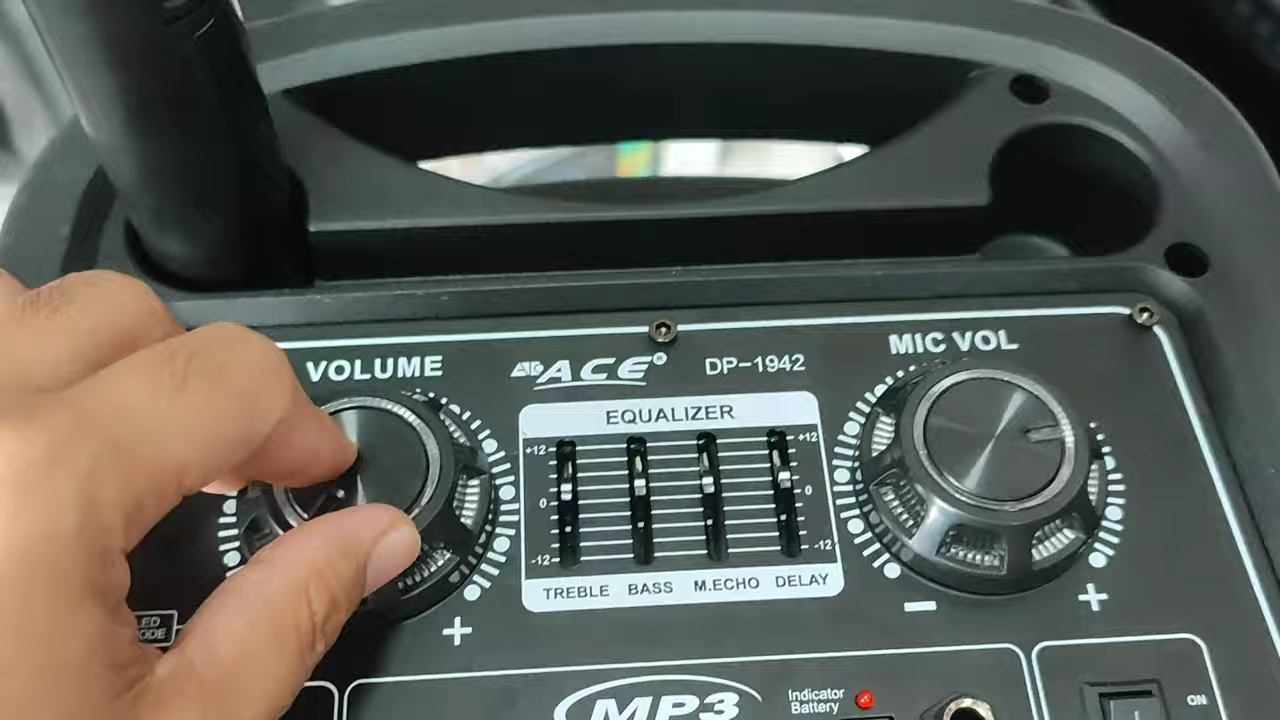 VOLUME
ACE®
DP-1942
MIC VOL
EQUALIZER
+12
+12
0
0
-12
-12
TREBLE BASS M.ECHO DELAY
+
−
+
MP3
Indicator
Battery
ON